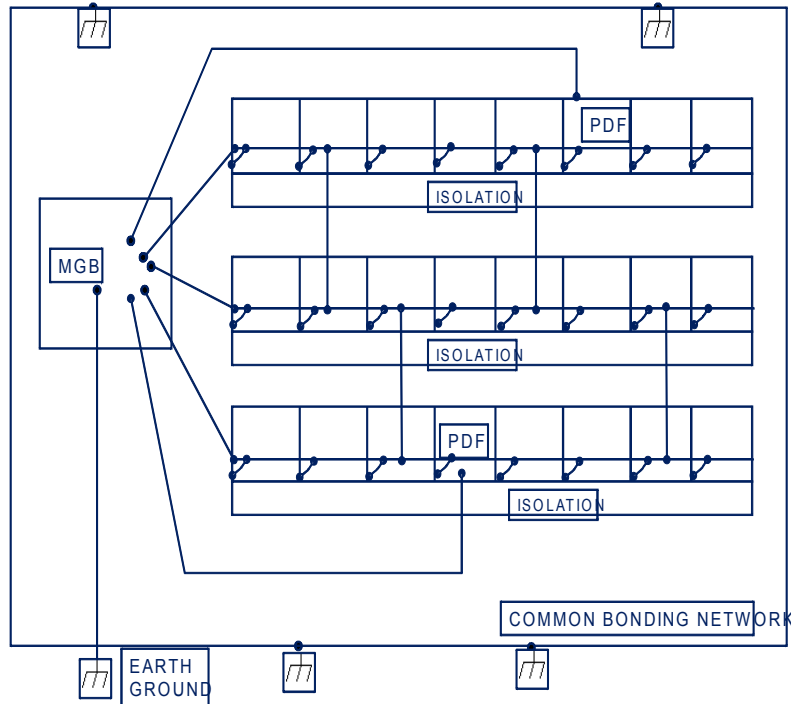 PDF
ISOLATION
MGB
ISOLATION
PDF
ISOLATION
COMMON BONDING NETWORK
EARTH
GROUND